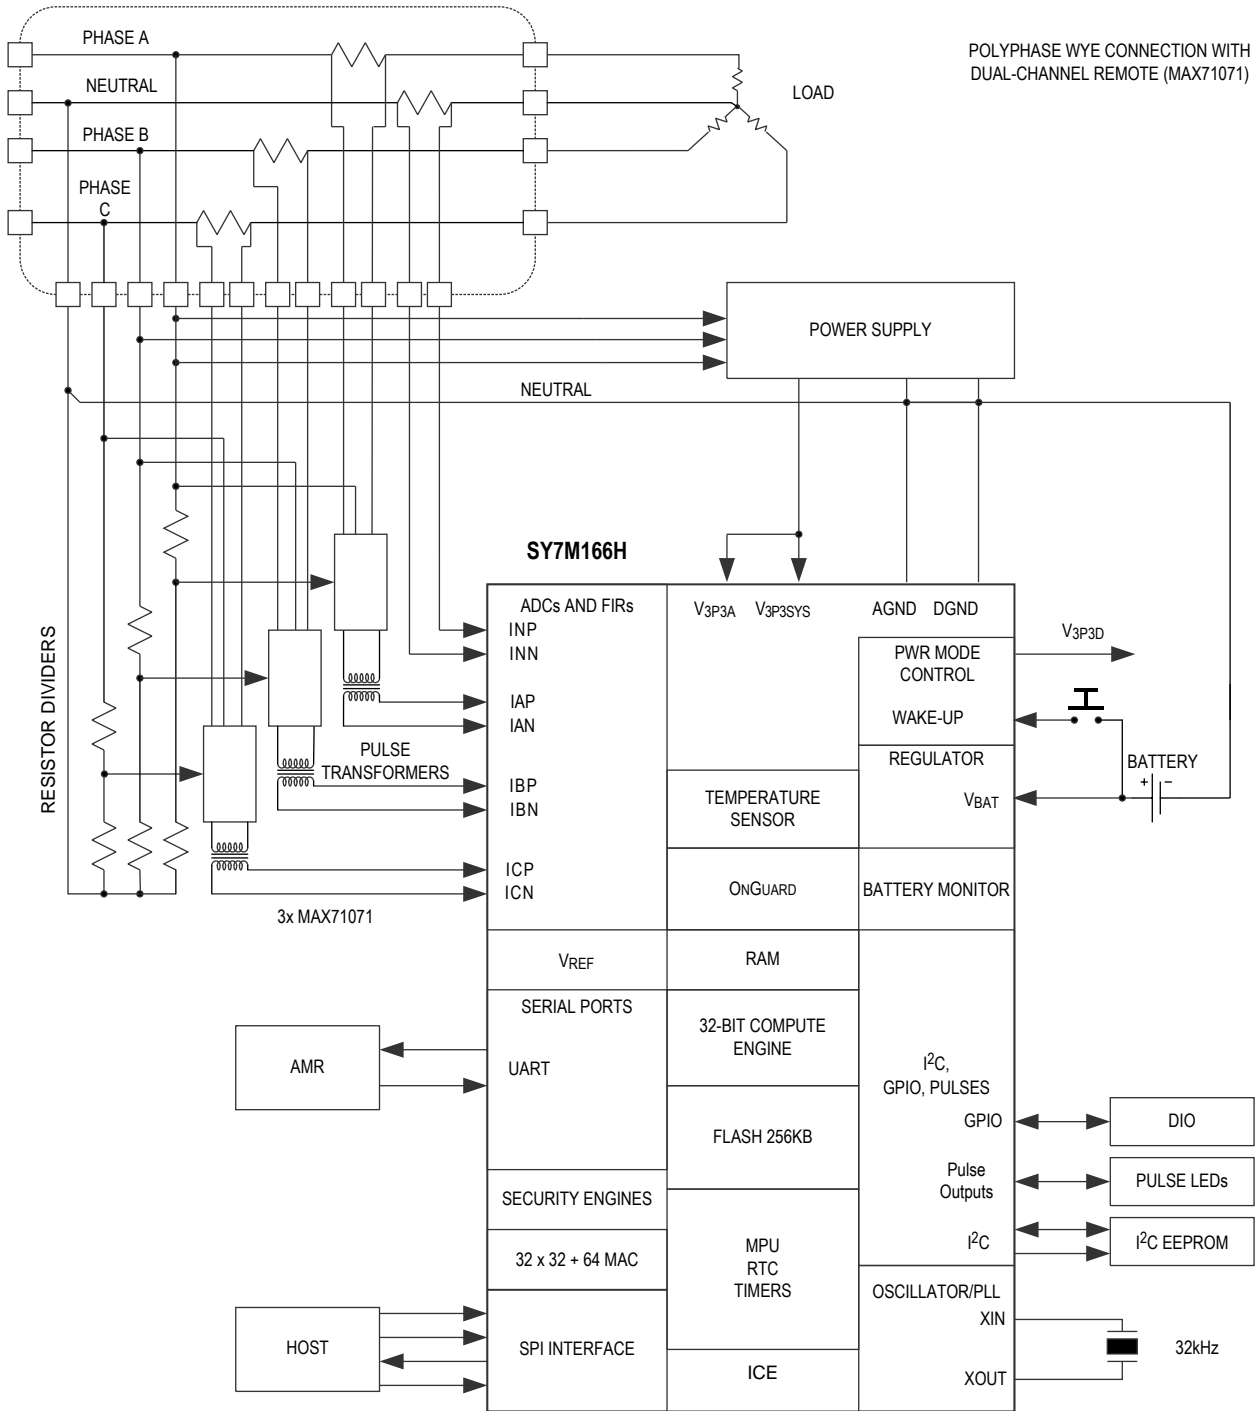 PHASE A
NEUTRAL
PHASE B
PHASE
C
LOAD
POLYPHASE WYE CONNECTION WITH
DUAL-CHANNEL REMOTE (MAX71071)
POWER SUPPLY
NEUTRAL
RESISTOR DIVIDERS
PULSE
TRANSFORMERS
3x MAX71071
SY7M166H
ADCs AND FIRs
INP
INN
IAP
IAN
IBP
IBN
ICP
ICN
V3P3A
V3P3SYS
AGND
DGND
PWR MODE
CONTROL
WAKE-UP
V3P3D
REGULATOR
VBAT
BATTERY
+
−
TEMPERATURE
SENSOR
ONGUARD
BATTERY MONITOR
VREF
RAM
SERIAL PORTS
UART
AMR
32-BIT COMPUTE
ENGINE
I2C,
GPIO, PULSES
GPIO
DIO
FLASH 256KB
Pulse
Outputs
PULSE LEDs
I2C
I2C EEPROM
SECURITY ENGINES
32 x 32 + 64 MAC
MPU
RTC
TIMERS
OSCILLATOR/PLL
XIN
XOUT
32kHz
HOST
SPI INTERFACE
ICE